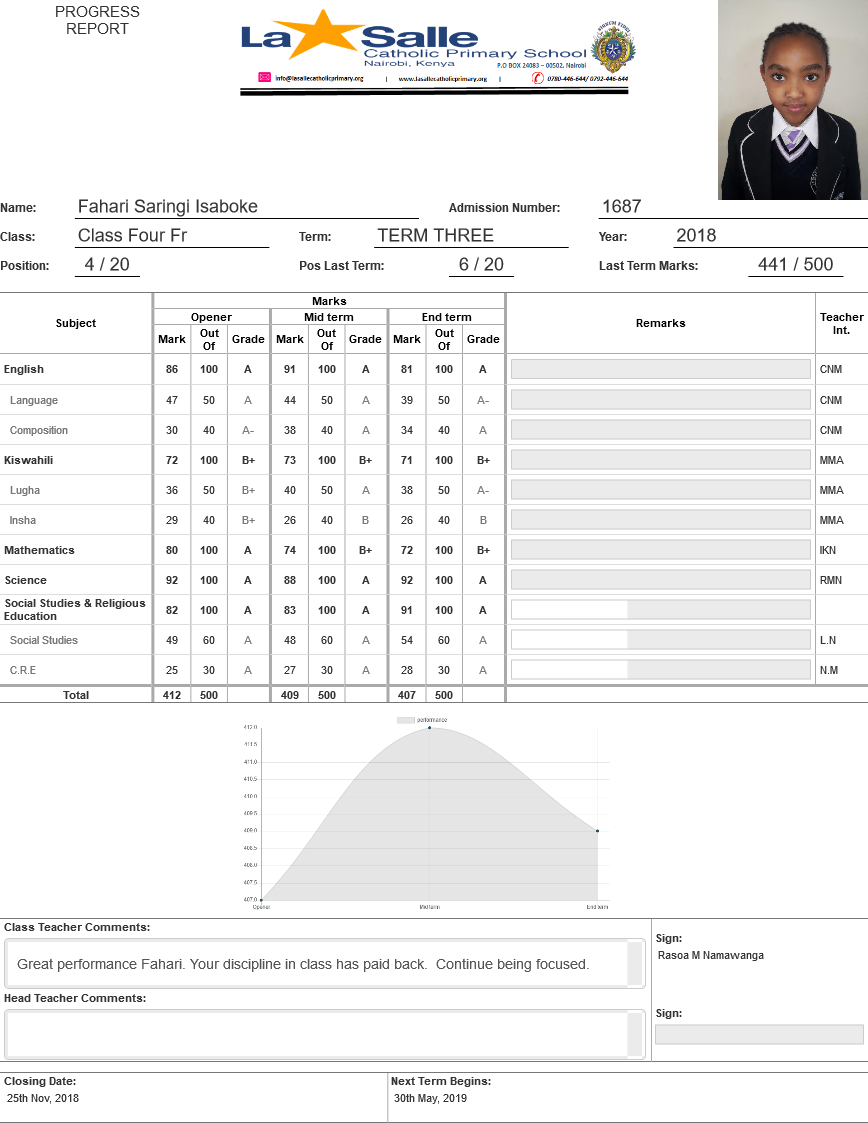 PROGRESS
REPORT
La Salle
Catholic Primary School
Nairobi, Kenya
P.O BOX 24083 – 00502, Nairobi
info@lasallecatholicprimary.org | www.lasallecatholicprimary.org | 0780-446-644/ 0792-446-644
Name: Fahari Saringi Isaboke Admission Number: 1687
Class: Class Four Fr Term: TERM THREE Year: 2018
Position: 4 / 20 Pos Last Term: 6 / 20 Last Term Marks: 441 / 500
Subject Marks Remarks Teacher Int.
Opener Mid term End term
Mark Out Of Grade Mark Out Of Grade Mark Out Of Grade
English 86 100 A 91 100 A 81 100 A CNM
Language 47 50 A 44 50 A 39 50 A- CNM
Composition 30 40 A- 38 40 A 34 40 A CNM
Kiswahili 72 100 B+ 73 100 B+ 71 100 B+ MMA
Lugha 36 50 B+ 40 50 A 38 50 A- MMA
Insha 29 40 B+ 26 40 B 26 40 B MMA
Mathematics 80 100 A 74 100 B+ 72 100 B+ IKN
Science 92 100 A 88 100 A 92 100 A RMN
Social Studies & Religious Education 82 100 A 83 100 A 91 100 A
Social Studies 49 60 A 48 60 A 54 60 A L.N
C.R.E 25 30 A 27 30 A 28 30 A N.M
Total 412 500 409 500 407 500
performance
412.0
411.5
411.0
410.5
410.0
409.5
409.0
408.5
408.0
407.5
407.0
Opener Mid term End term
Class Teacher Comments:
Great performance Fahari. Your discipline in class has paid back. Continue being focused.
Sign:
Rasoa M Namawanga
Head Teacher Comments:
Sign:
Closing Date: Next Term Begins:
25th Nov, 2018 30th May, 2019